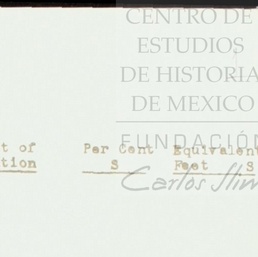 CENTRO DE
ESTUDIOS
DE HISTORIA
DE MEXICO
FUNDACIÓN
Carlos Slim
t of Per Cent Equivalent
tion S Feet S